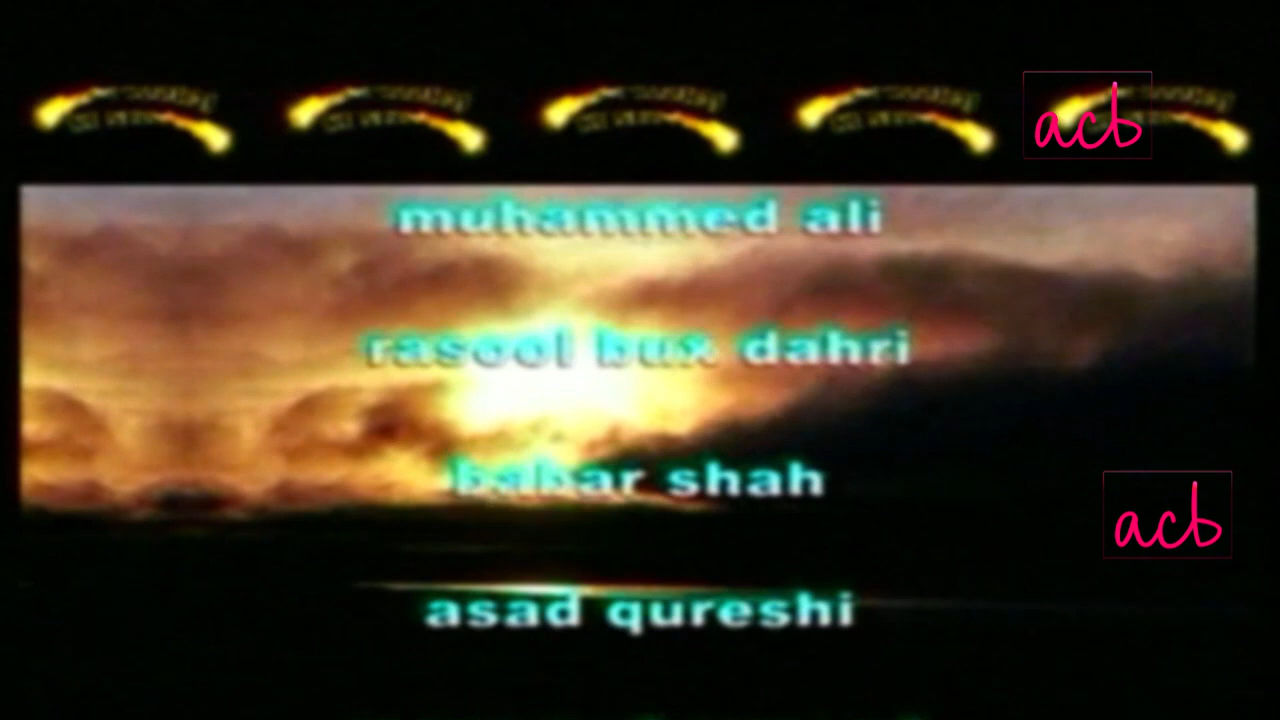 acb
muhammed ali
rasool bux dahri
babar shah
acb
asad qureshi